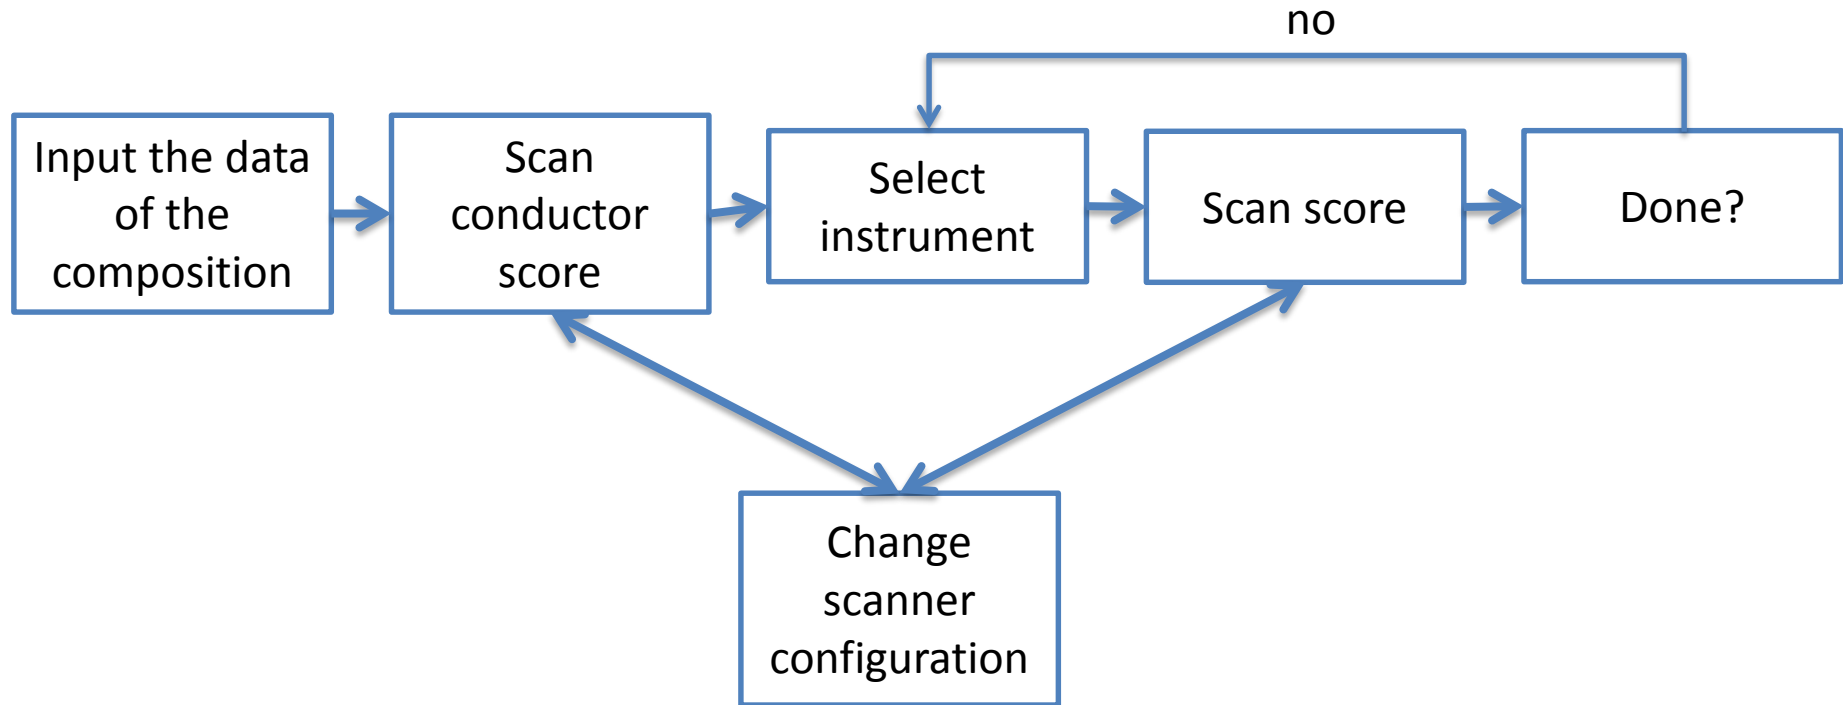 no
Input the data
of the
composition
Scan
conductor
score
Select
instrument
Scan score
Done?
Change
scanner
configuration